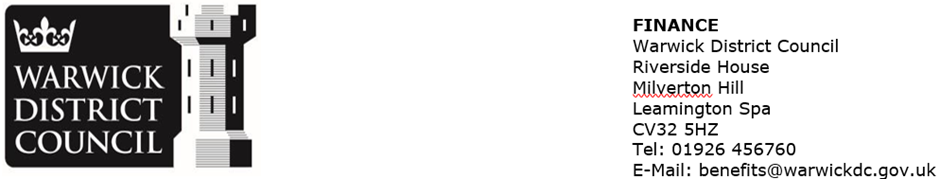 WARWICK
DISTRICT
COUNCIL
FINANCE
Warwick District Council
Riverside House
Milverton Hill
Leamington Spa
CV32 5HZ
Tel: 01926 456760
E-Mail: benefits@warwickdc.gov.uk